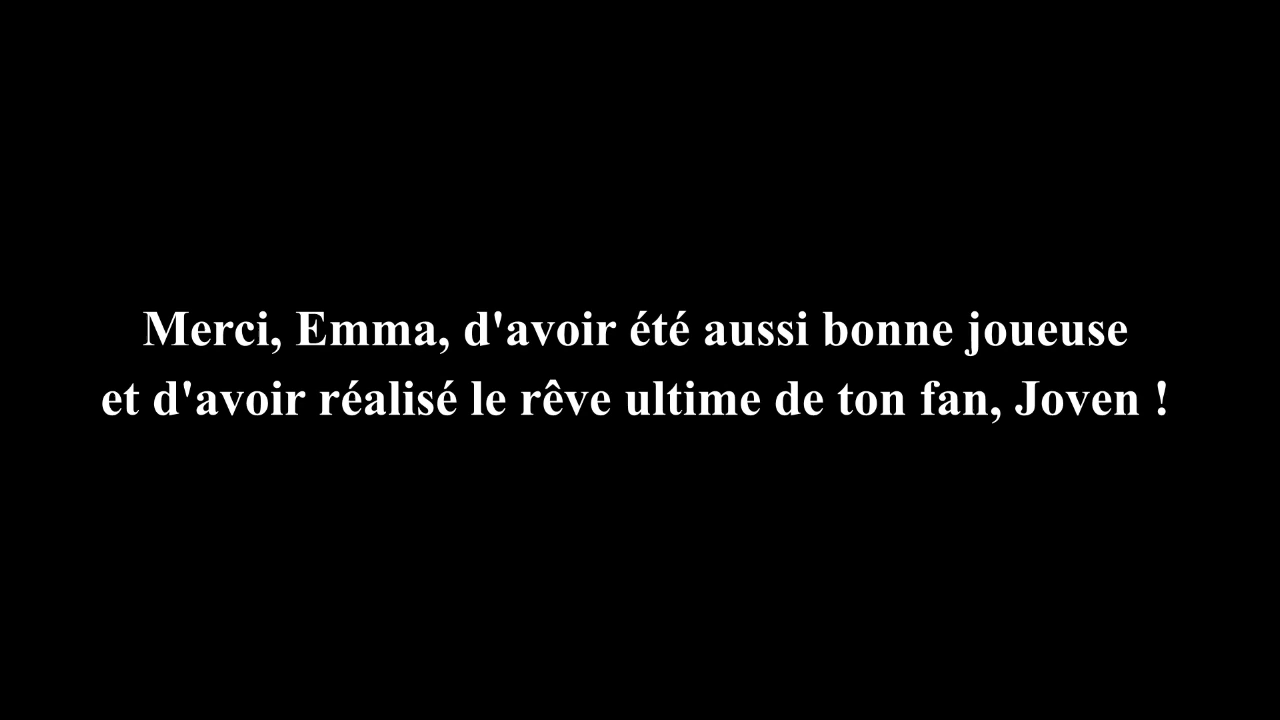 Merci, Emma, d'avoir été aussi bonne joueuse
et d'avoir réalisé le rêve ultime de ton fan, Joven !